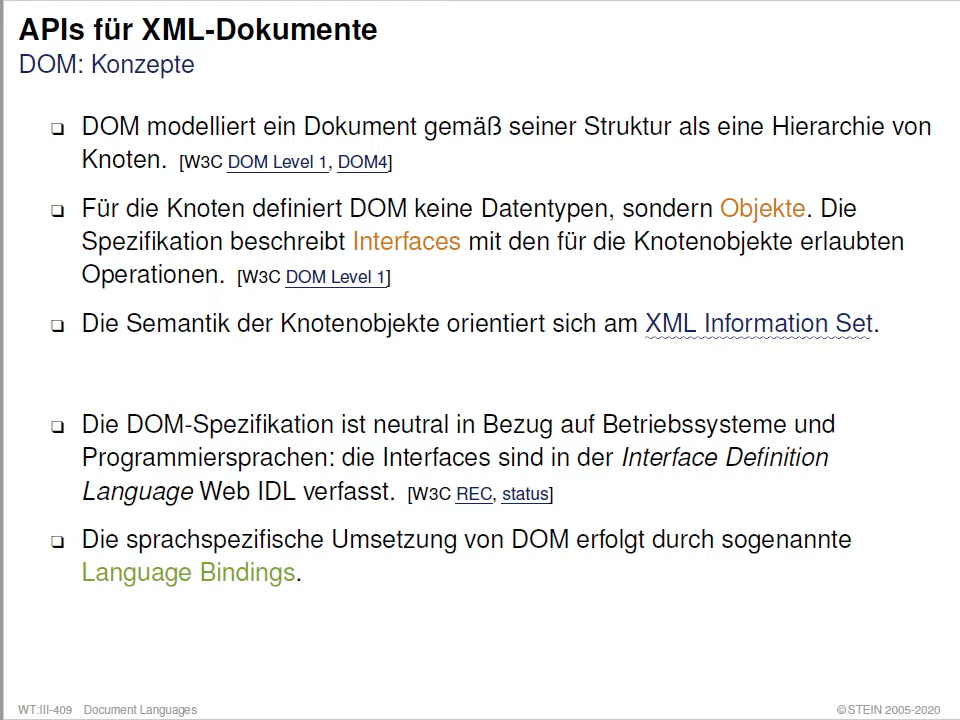 APIs für XML-Dokumente
DOM: Konzepte
❑ DOM modelliert ein Dokument gemäß seiner Struktur als eine Hierarchie von
Knoten. [W3C DOM Level 1, DOM4]
❑ Für die Knoten definiert DOM keine Datentypen, sondern Objekte. Die
Spezifikation beschreibt Interfaces mit den für die Knotenobjekte erlaubten
Operationen. [W3C DOM Level 1]
❑ Die Semantik der Knotenobjekte orientiert sich am XML Information Set.
❑ Die DOM-Spezifikation ist neutral in Bezug auf Betriebssysteme und
Programmiersprachen: die Interfaces sind in der Interface Definition
Language Web IDL verfasst. [W3C REC, status]
❑ Die sprachspezifische Umsetzung von DOM erfolgt durch sogenannte
Language Bindings.
WT:III-409 Document Languages ©STEIN 2005-2020